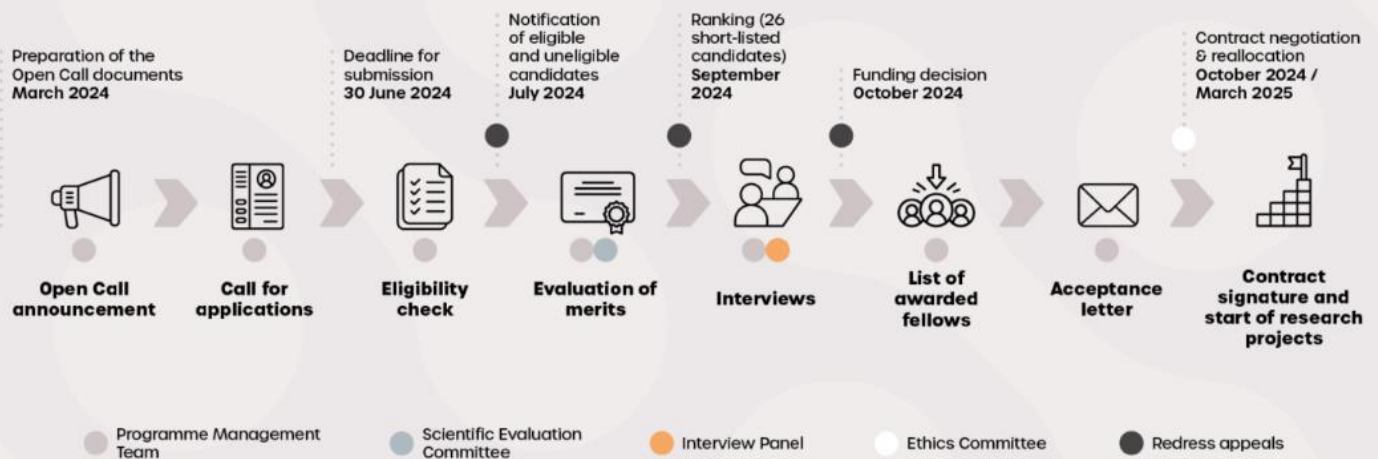 Preparation of the
Open Call documents
March 2024
Deadline for
submission
30 June 2024
Notification
of eligible
and uneligible
candidates
July 2024
Ranking (26
short-listed
candidates)
September
2024
Funding decision
October 2024
Contract negotiation
& reallocation
October 2024 /
March 2025
Open Call
announcement
Call for
applications
Eligibility
check
Evaluation of
merits
Interviews
List of
awarded
fellows
Acceptance
letter
Contract
signature and
start of research
projects
Programme Management
Team
Scientific Evaluation
Committee
Interview Panel
Ethics Committee
Redress appeals